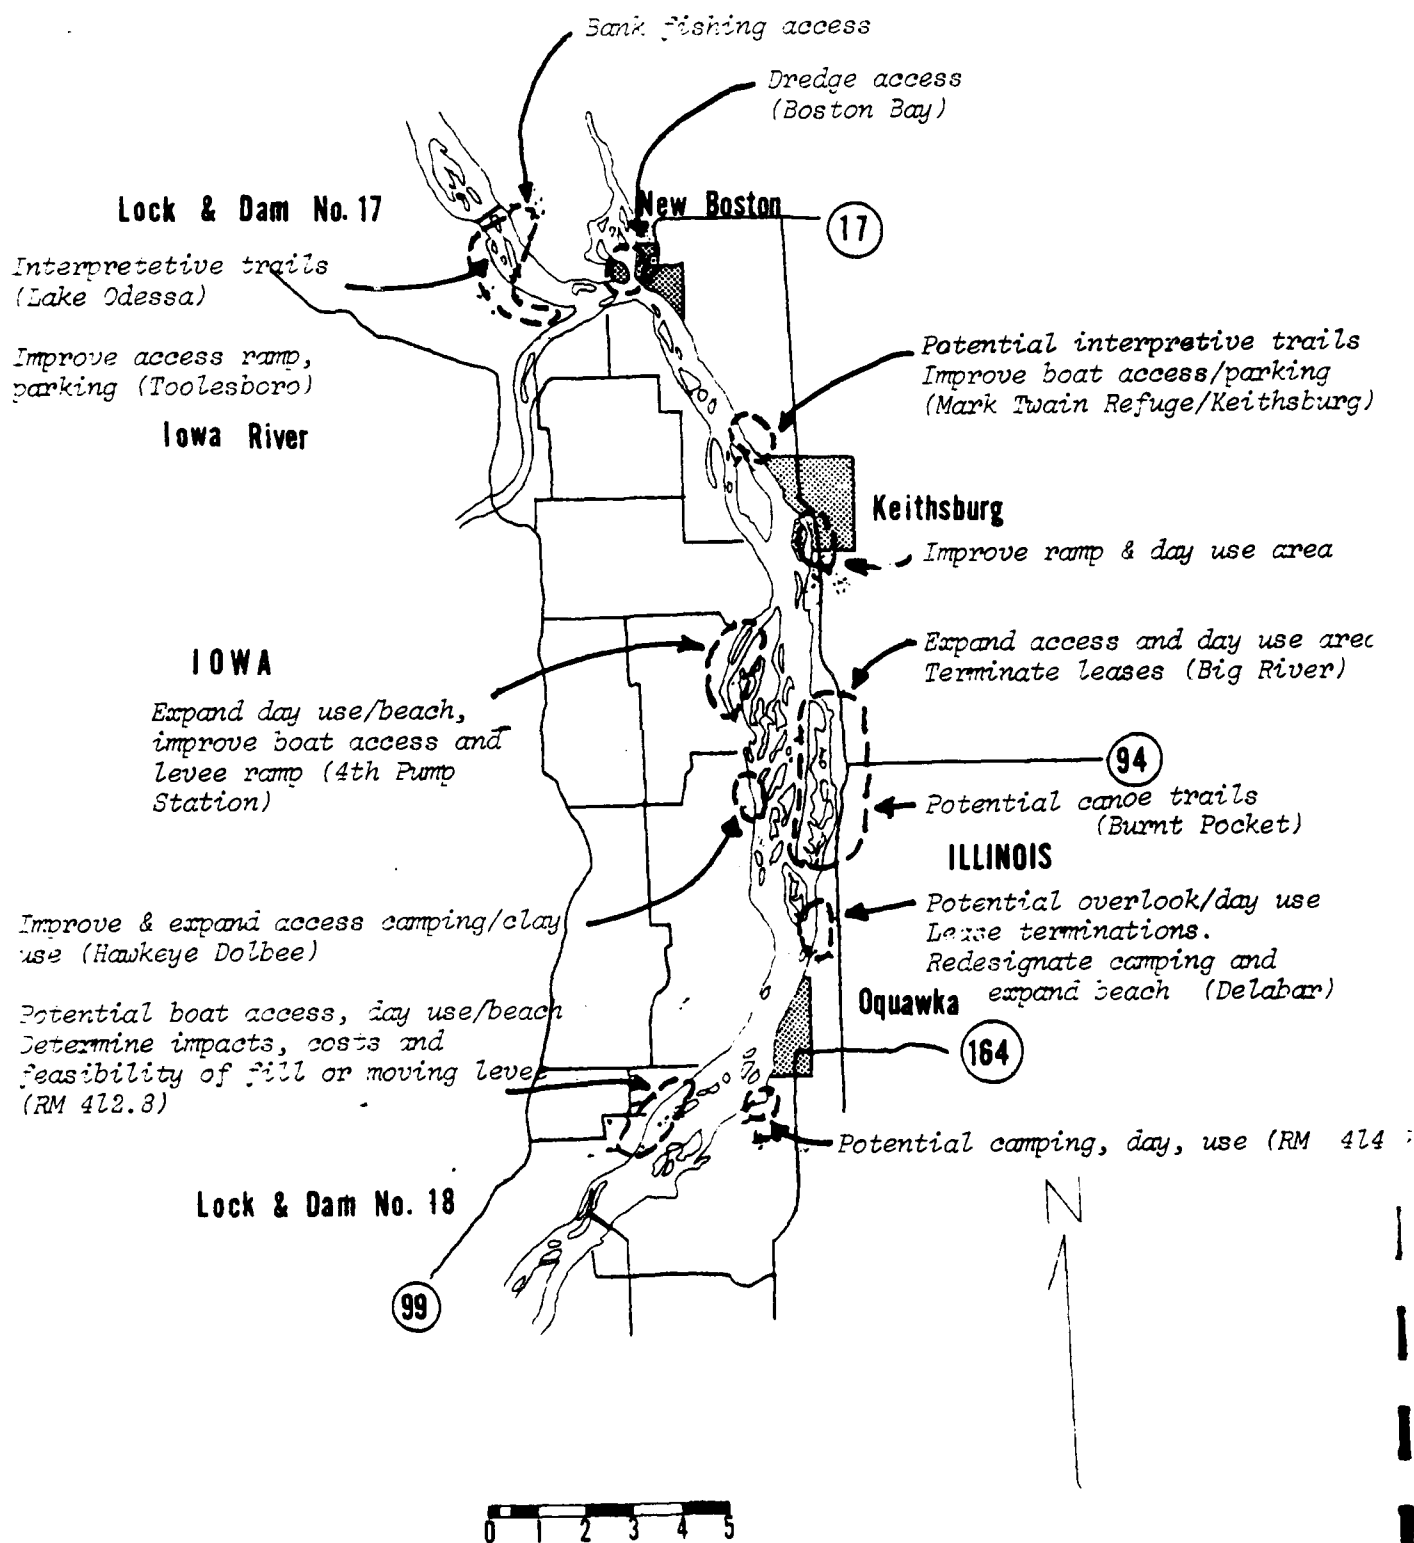 Bank fishing access
Dredge access
(Boston Bay)
Lock & Dam No. 17
New Boston
17
Interpretetive trails
(Lake Odessa)
Improve access ramp,
parking (Toolesboro)
Iowa River
Potential interpretive trails
Improve boat access/parking
(Mark Twain Refuge/Keithsburg)
Keithsburg
Improve ramp & day use area
IOWA
Expand day use/beach,
improve boat access and
levee ramp (4th Pump
Station)
Expand access and day use area
Terminate leases (Big River)
94
Potential canoe trails
(Burnt Pocket)
ILLINOIS
Improve & expand access camping/clay
use (Hawkeye Dolbee)
Potential overlook/day use
Lease terminations.
Redesignate camping and
expand beach (Delabar)
Oquawka
164
Potential boat access, day use/beach
Determine impacts, costs and
feasibility of fill or moving levee
(RM 412.3)
Potential camping, day, use (RM 414
Lock & Dam No. 18
99
N
0 1 2 3 4 5